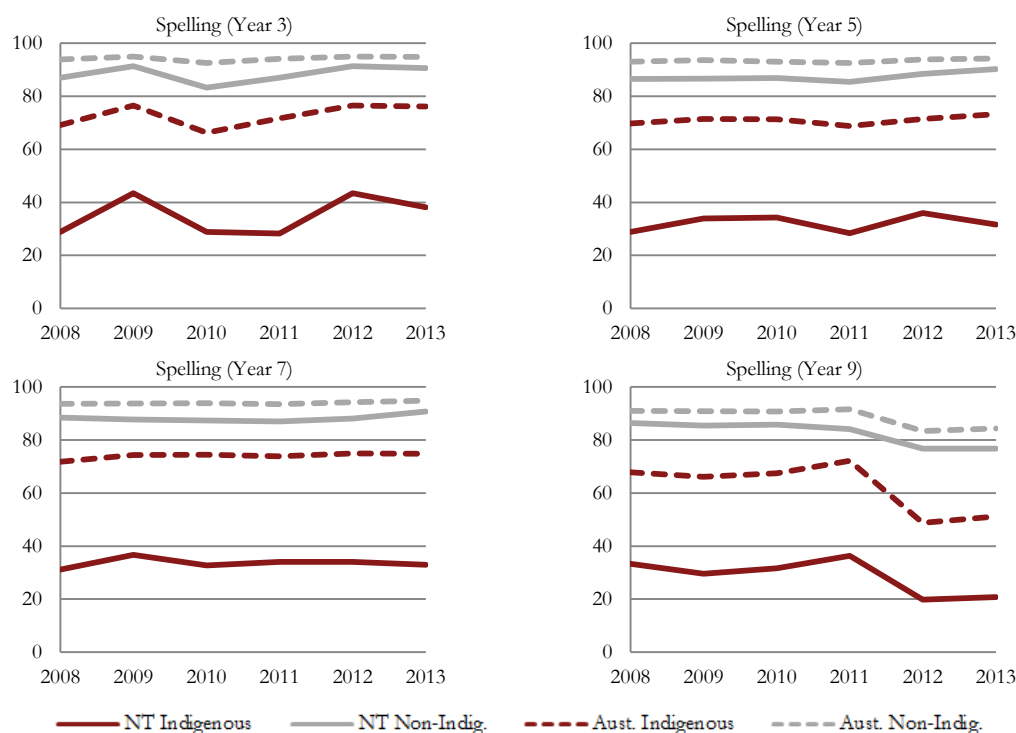 Spelling (Year 3)
100
80
60
40
20
0
2008 2009 2010 2011 2012 2013
Spelling (Year 5)
100
80
60
40
20
0
2008 2009 2010 2011 2012 2013
Spelling (Year 7)
100
80
60
40
20
0
2008 2009 2010 2011 2012 2013
Spelling (Year 9)
100
80
60
40
20
0
2008 2009 2010 2011 2012 2013
NT Indigenous NT Non-Indig. Aust. Indigenous Aust. Non-Indig.